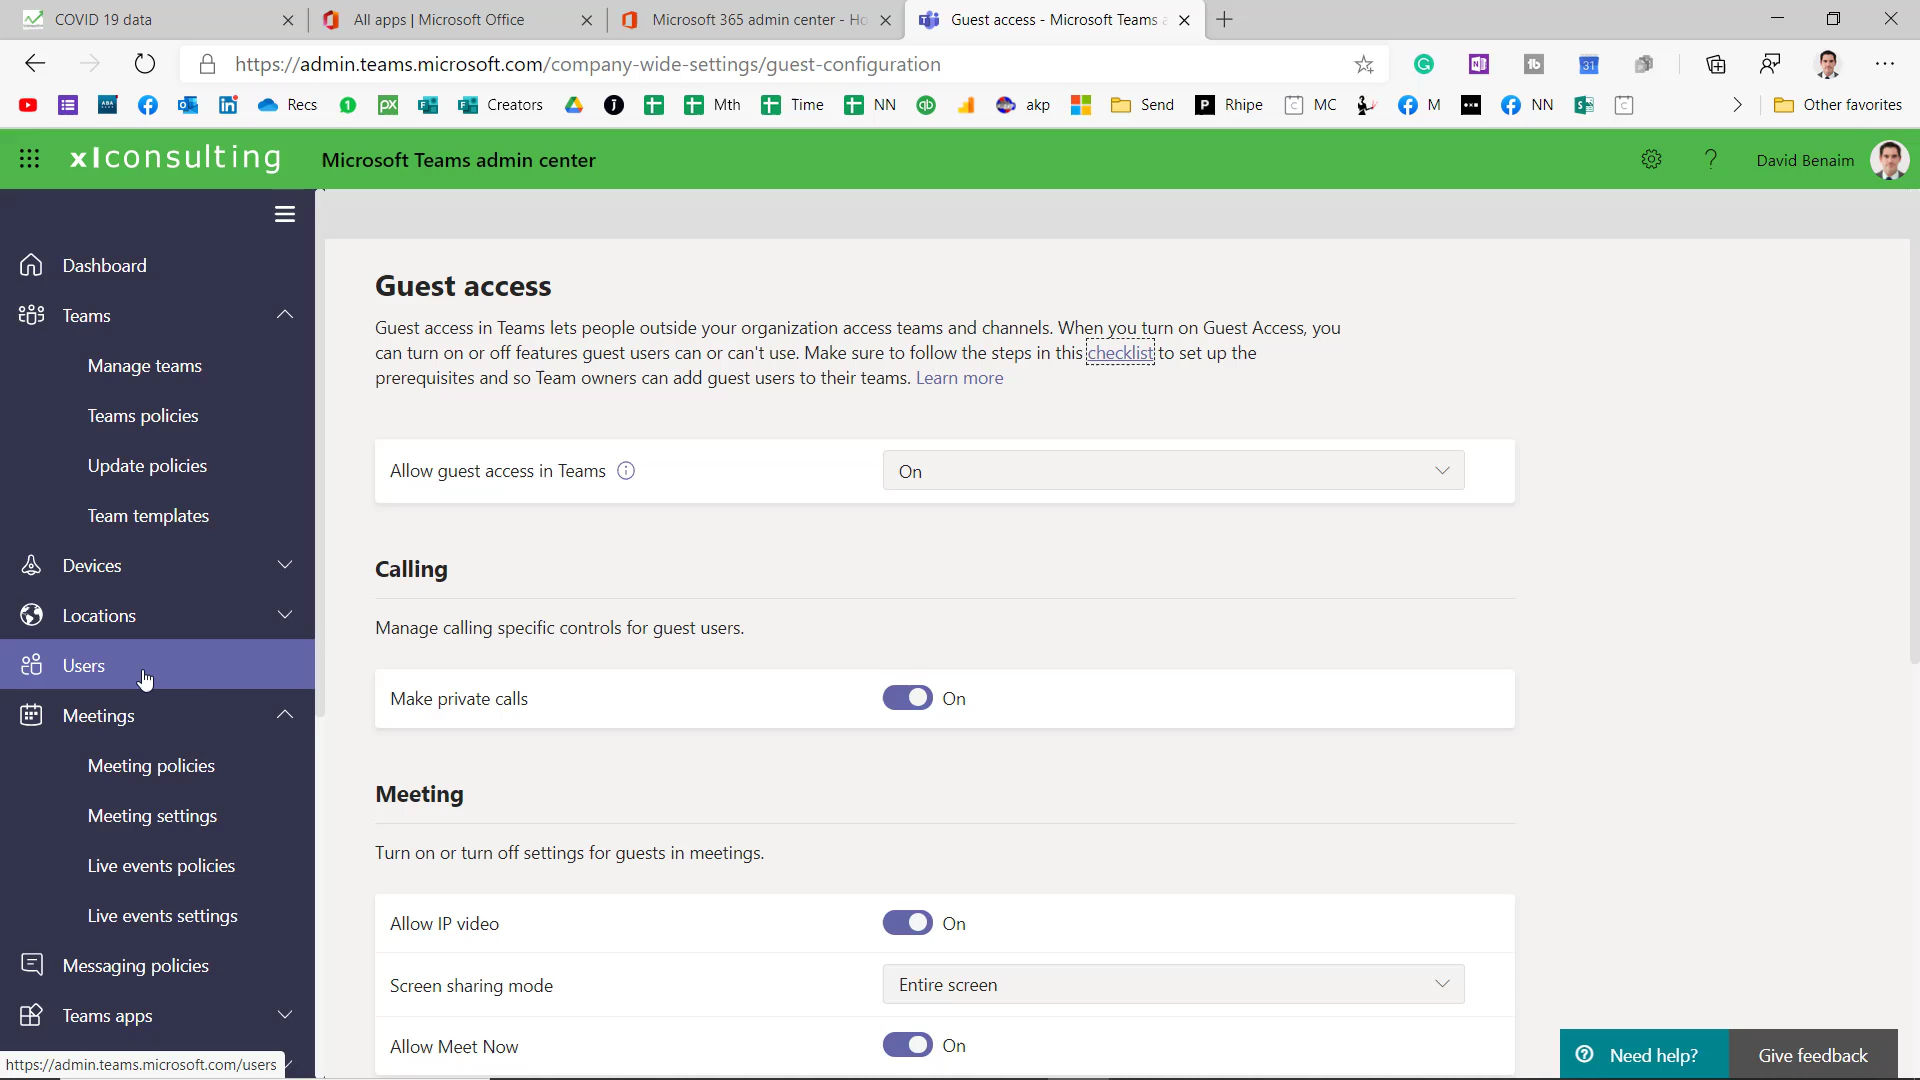 COVID 19 data
All apps | Microsoft Office
Microsoft 365 admin center - Ho
Guest access - Microsoft Teams a
https://admin.teams.microsoft.com/company-wide-settings/guest-configuration
31
ABA
Recs
1
px
Creators
Mth
Time
NN
qb
akp
Send
P
Rhipe
C
MC
M
NN
C
Other favorites
xlconsulting
Microsoft Teams admin center
?
David Benaim
Dashboard
Teams
Manage teams
Teams policies
Update policies
Team templates
Devices
Locations
Users
Meetings
Meeting policies
Meeting settings
Live events policies
Live events settings
Messaging policies
Teams apps
https://admin.teams.microsoft.com/users
Guest access
Guest access in Teams lets people outside your organization access teams and channels. When you turn on Guest Access, you
can turn on or off features guest users can or can't use. Make sure to follow the steps in this checklist to set up the
prerequisites and so Team owners can add guest users to their teams. Learn more
Allow guest access in Teams
On
Calling
Manage calling specific controls for guest users.
Make private calls
On
Meeting
Turn on or turn off settings for guests in meetings.
Allow IP video
On
Screen sharing mode
Entire screen
Allow Meet Now
On
Need help?
Give feedback